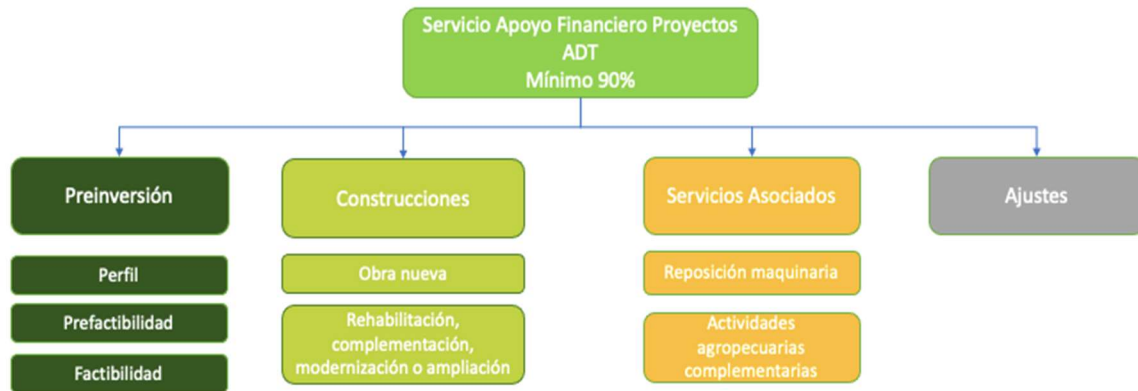 Servicio Apoyo Financiero Proyectos
ADT
Mínimo 90%
Preinversión
Construcciones
Servicios Asociados
Ajustes
Perfil
Obra nueva
Reposición maquinaria
Prefactibilidad
Rehabilitación,
complementación,
modernización o ampliación
Actividades
agropecuarias
complementarias
Factibilidad